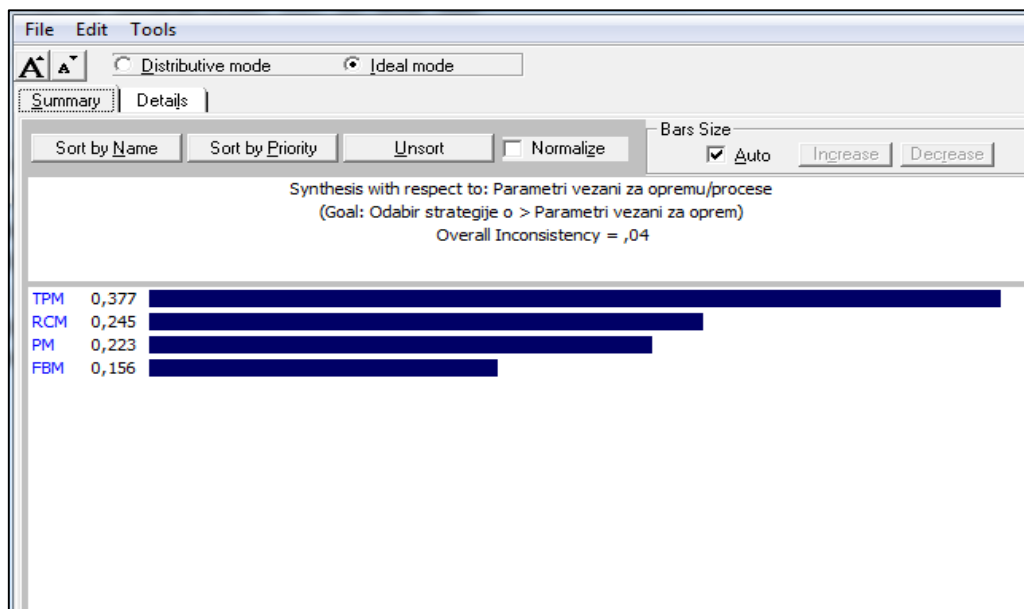 File Edit Tools
A A Distributive mode Ideal mode
Summary Details
Sort by Name Sort by Priority Unsort Normalize Bars Size
Auto Increase Decrease
Synthesis with respect to: Parametri vezani za opremu/procese
(Goal: Odabir strategije o > Parametri vezani za oprem)
Overall Inconsistency = ,04
TPM 0,377
RCM 0,245
PM 0,223
FBM 0,156